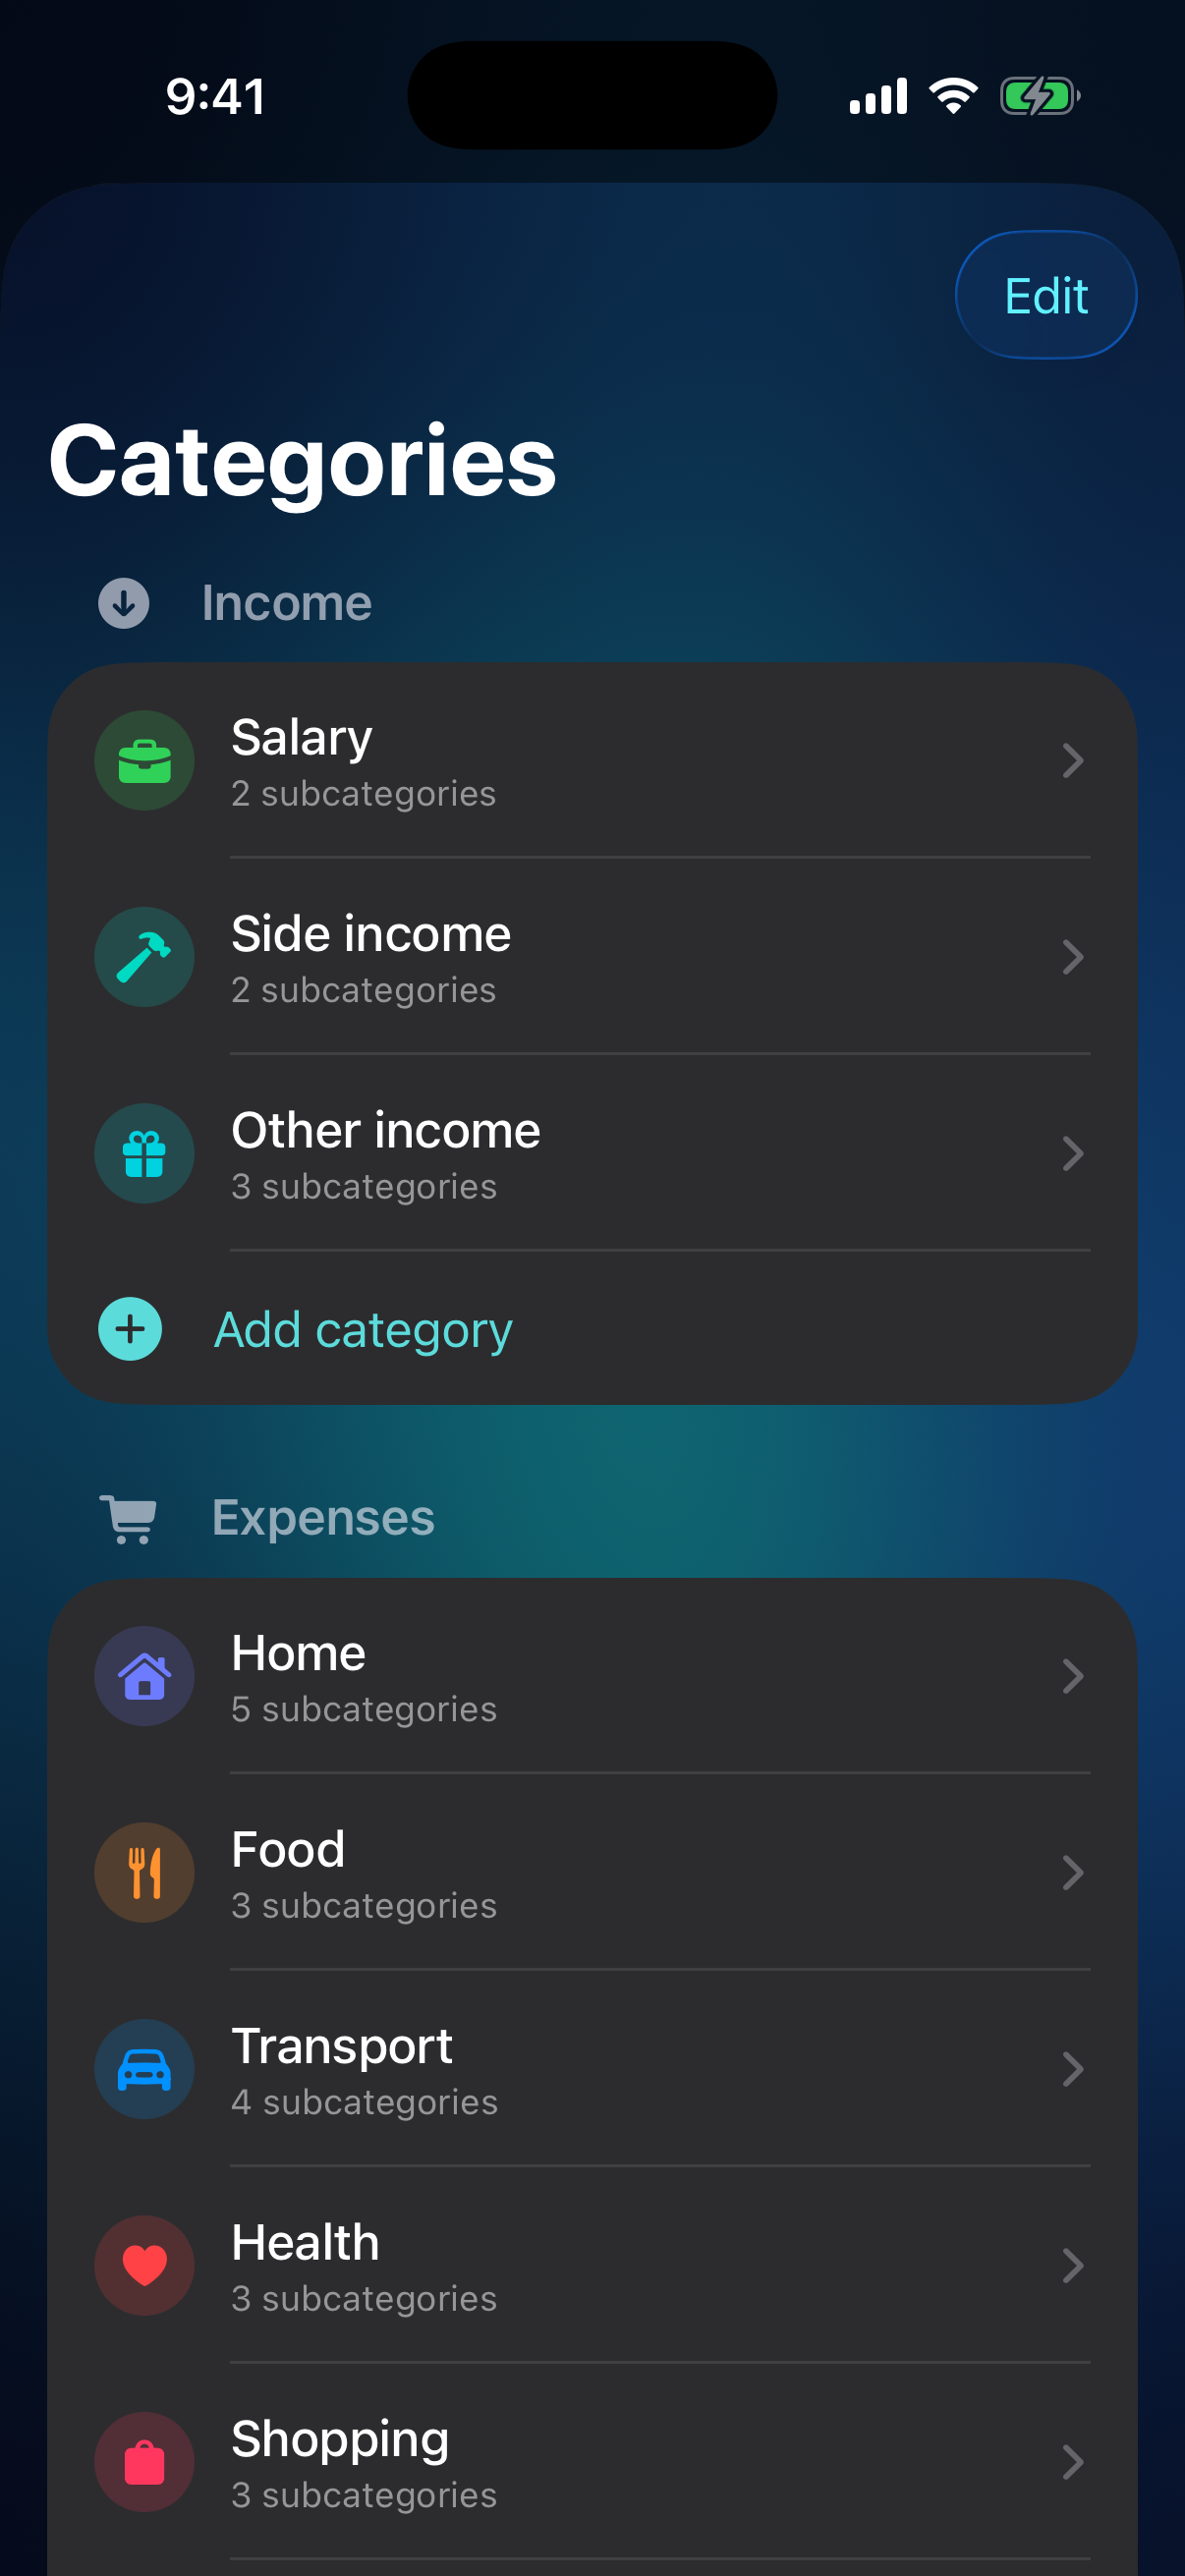 9:41
Edit
Categories
Income
Salary
2 subcategories
Side income
2 subcategories
Other income
3 subcategories
Add category
Expenses
Home
5 subcategories
Food
3 subcategories
Transport
4 subcategories
Health
3 subcategories
Shopping
3 subcategories